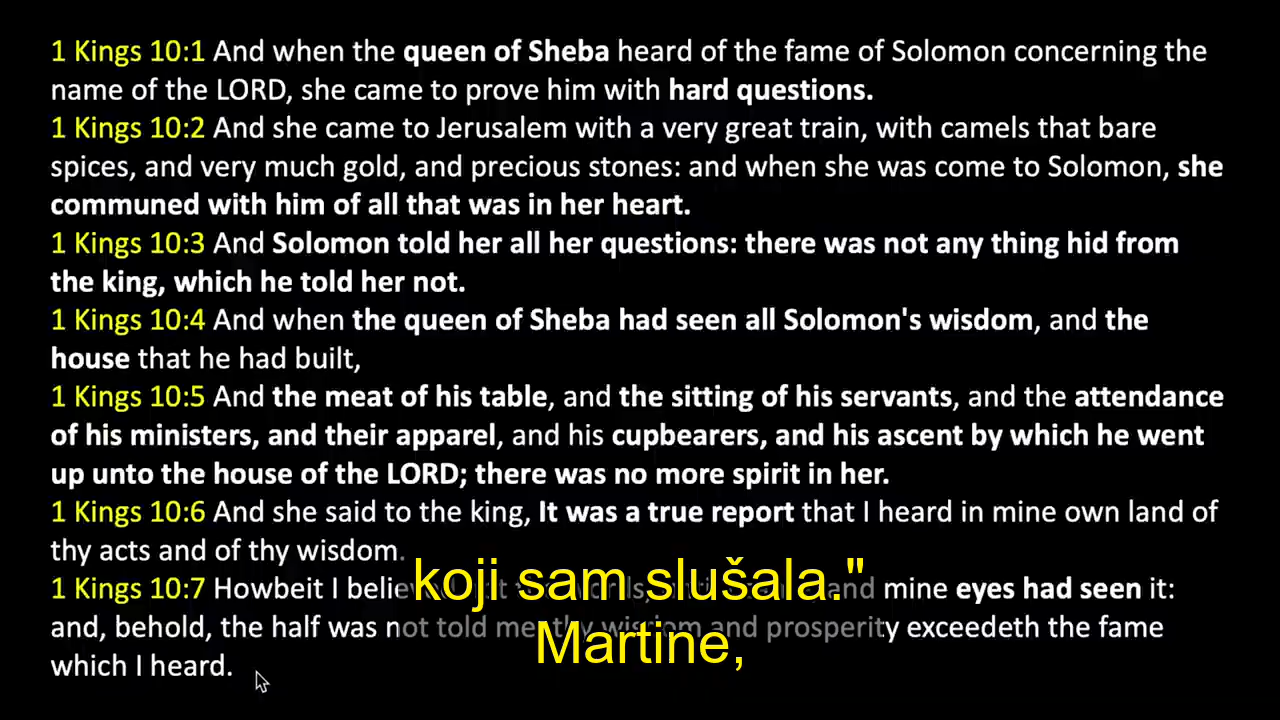 1 Kings 10:1 And when the queen of Sheba heard of the fame of Solomon concerning the
name of the LORD, she came to prove him with hard questions.
1 Kings 10:2 And she came to Jerusalem with a very great train, with camels that bare
spices, and very much gold, and precious stones: and when she was come to Solomon, she
communed with him of all that was in her heart.
1 Kings 10:3 And Solomon told her all her questions: there was not any thing hid from
the king, which he told her not.
1 Kings 10:4 And when the queen of Sheba had seen all Solomon's wisdom, and the
house that he had built,
1 Kings 10:5 And the meat of his table, and the sitting of his servants, and the attendance
of his ministers, and their apparel, and his cupbearers, and his ascent by which he went
up unto the house of the LORD; there was no more spirit in her.
1 Kings 10:6 And she said to the king, It was a true report that I heard in mine own land of
thy acts and of thy wisdom.
1 Kings 10:7 Howbeit I believed and mine eyes had seen it:
and, behold, the half was not told me: thy wisdom and prosperity exceedeth the fame
which I heard.
koji sam slušala."
Martine,